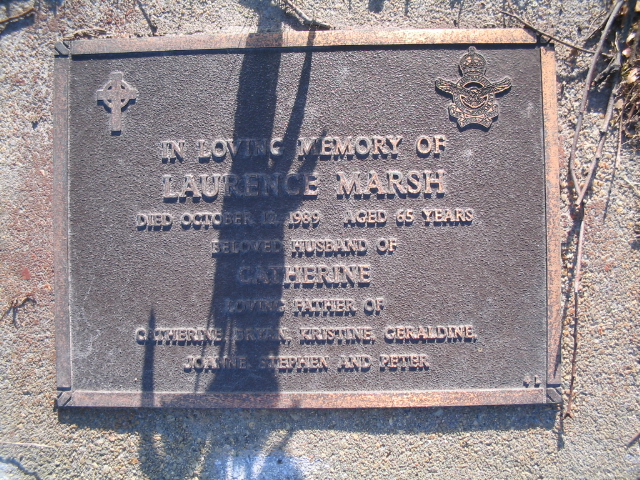 IN LOVING MEMORY OF
LAURENCE MARSH
DIED OCTOBER 12, 1989 AGED 65 YEARS
BELOVED HUSBAND OF
CATHERINE
LOVING FATHER OF
CATHERINE, BRYAN, KRISTINE, GERALDINE,
JOANNE, STEPHEN AND PETER